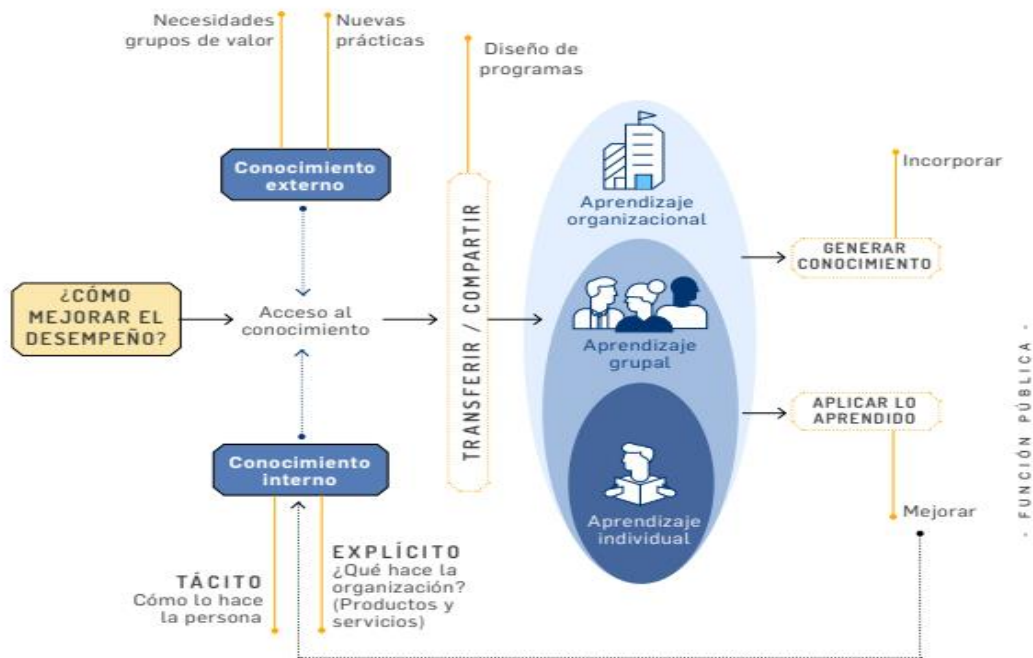 Necesidades
grupos de valor
Nuevas
prácticas
Diseño de
programas
Conocimiento
externo
¿CÓMO
MEJORAR EL
DESEMPEÑO?
Acceso al
conocimiento
Conocimiento
interno
TÁCITO
Cómo lo hace
la persona
EXPLÍCITO
¿Qué hace la
organización?
(Productos y
servicios)
TRANSFERIR / COMPARTIR
Aprendizaje
organizacional
Aprendizaje
grupal
Aprendizaje
individual
Incorporar
GENERAR
CONOCIMIENTO
APLICAR LO
APRENDIDO
Mejorar
- FUNCIÓN PÚBLICA -